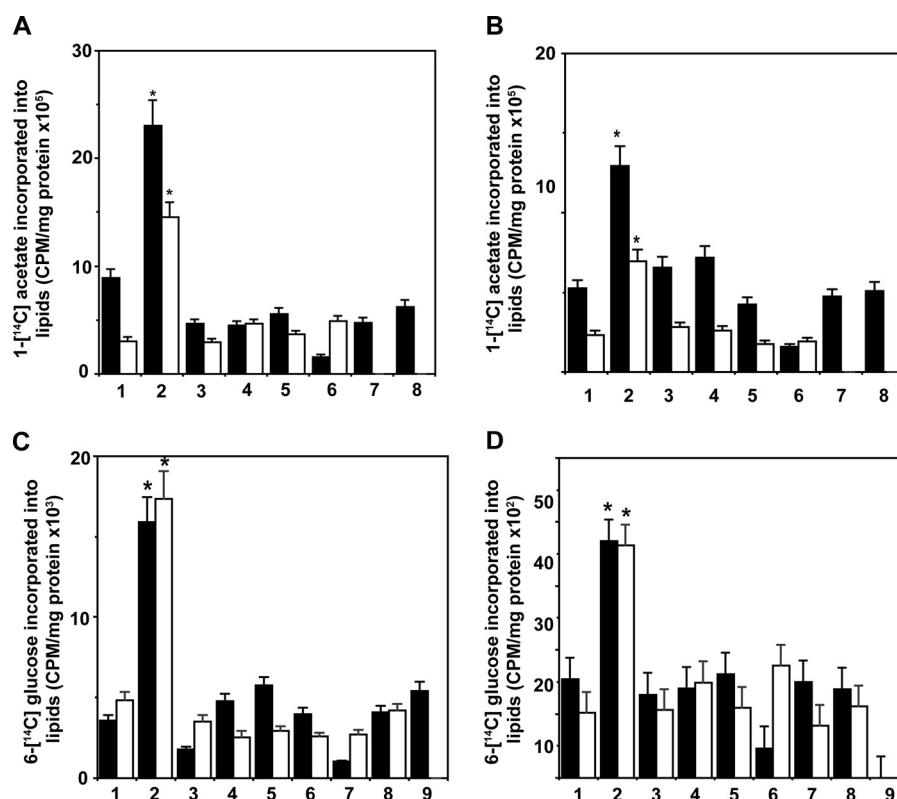 A
1-[¹⁴C] acetate incorporated into
lipids (CPM/mg protein x10⁵)
30
20
10
0
* *
1 2 3 4 5 6 7 8
B
1-[¹⁴C] acetate incorporated into
lipids (CPM/mg protein x10⁵)
20
10
* *
1 2 3 4 5 6 7 8
C
6-[¹⁴C] glucose incorporated into
lipids (CPM/mg protein x10³)
20
10
0
* *
1 2 3 4 5 6 7 8 9
D
6-[¹⁴C] glucose incorporated into
lipids (CPM/mg protein x10²)
50
40
30
20
10
* *
1 2 3 4 5 6 7 8 9